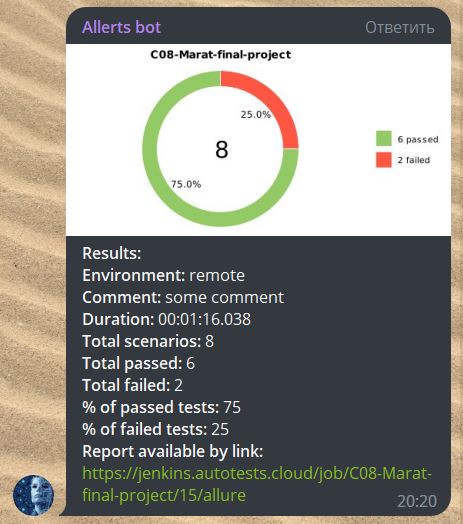 Allerts bot Ответить
C08-Marat-final-project
25.0%
6 passed
8
2 failed
75.0%
Results:
Environment: remote
Comment: some comment
Duration: 00:01:16.038
Total scenarios: 8
Total passed: 6
Total failed: 2
% of passed tests: 75
% of failed tests: 25
Report available by link:
https://jenkins.autotests.cloud/job/C08-Marat-
final-project/15/allure
20:20